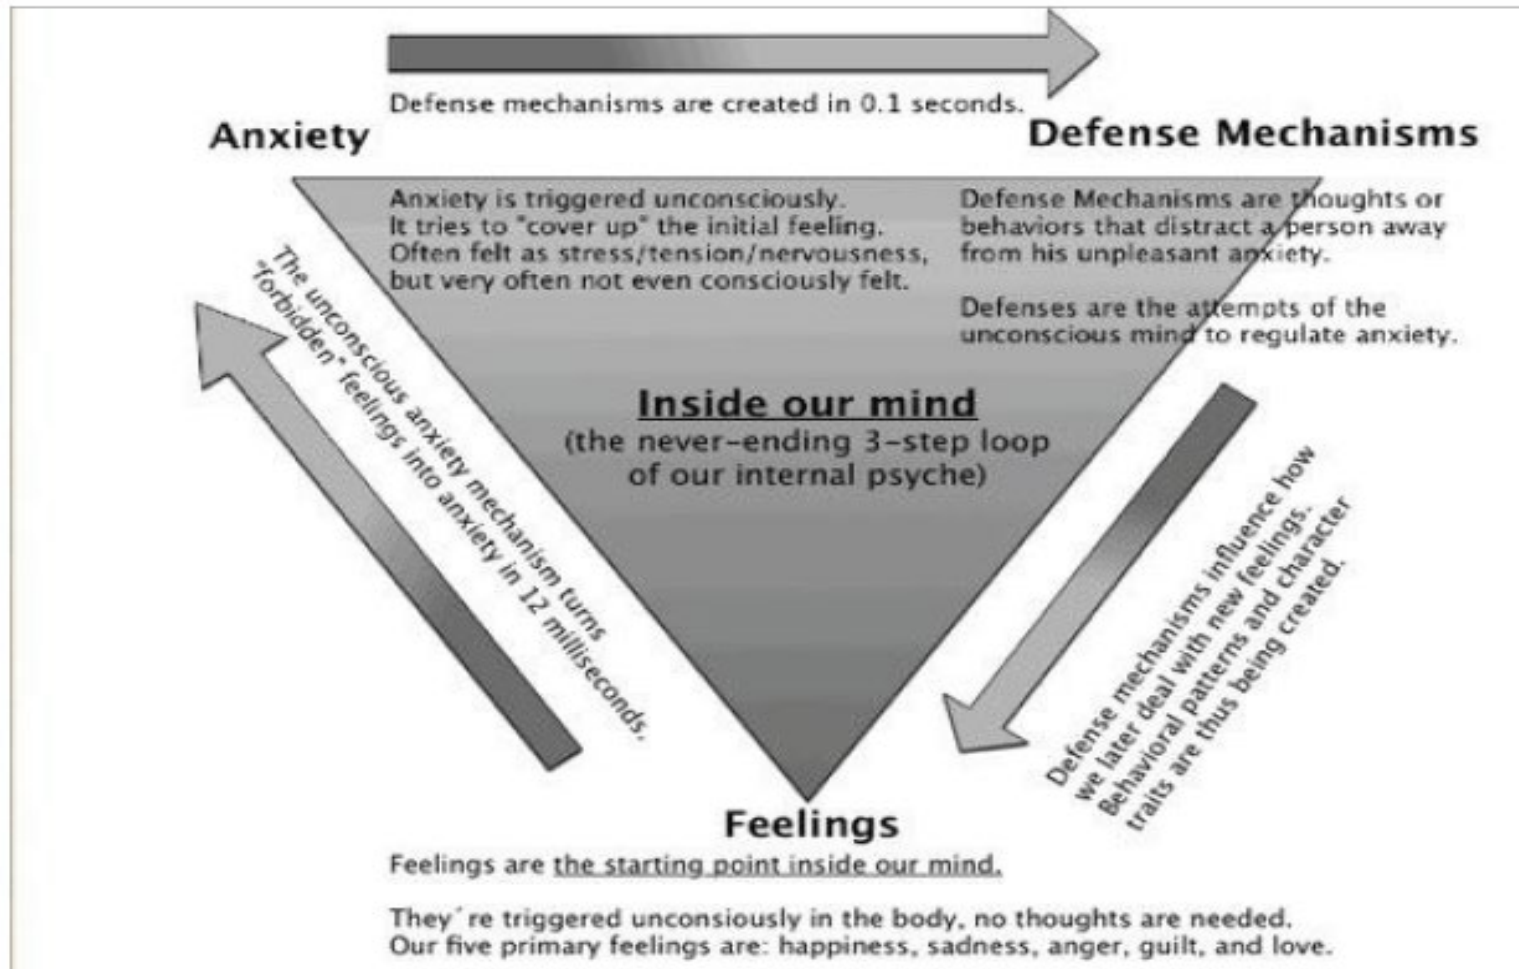 Defense mechanisms are created in 0.1 seconds.
Anxiety
Defense Mechanisms
Anxiety is triggered unconsciously.
It tries to "cover up" the initial feeling.
Often felt as stress/tension/nervousness,
but very often not even consciously felt.
Defense Mechanisms are thoughts or
behaviors that distract a person away
from his unpleasant anxiety.
Defenses are the attempts of the
unconscious mind to regulate anxiety.
The unconscious anxiety mechanism turns
"forbidden" feelings into anxiety in 12 milliseconds.
Inside our mind
(the never-ending 3-step loop
of our internal psyche)
Defense mechanisms influence how
we later deal with new feelings.
Behavioral patterns and character
traits are thus being created.
Feelings
Feelings are the starting point inside our mind.
They´re triggered unconsiously in the body, no thoughts are needed.
Our five primary feelings are: happiness, sadness, anger, guilt, and love.